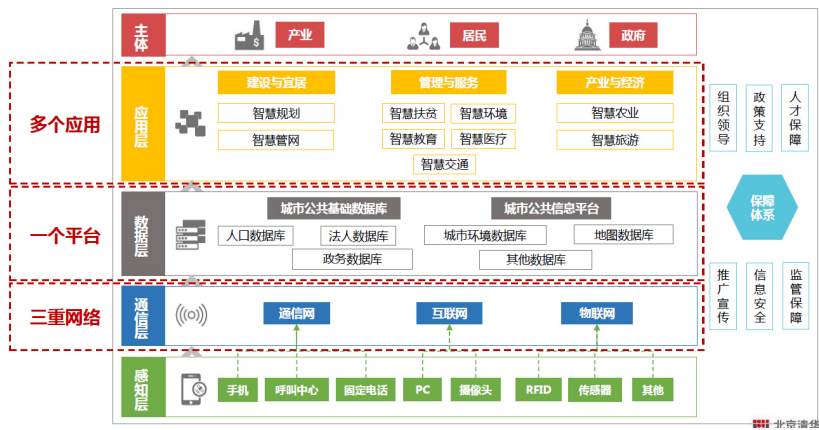 主体
产业
居民
政府
多个应用
应用层
建设与宜居
管理与服务
产业与经济
智慧规划
智慧扶贫
智慧环境
智慧农业
智慧管网
智慧教育
智慧医疗
智慧旅游
智慧交通
一个平台
数据层
城市公共基础数据库
城市公共信息平台
人口数据库
法人数据库
城市环境数据库
地图数据库
政务数据库
其他数据库
三重网络
通信层
通信网
互联网
物联网
感知层
手机
呼叫中心
固定电话
PC
摄像头
RFID
传感器
其他
组织领导
政策支持
人才保障
保障
体系
推广宣传
信息安全
监管保障
北京清华